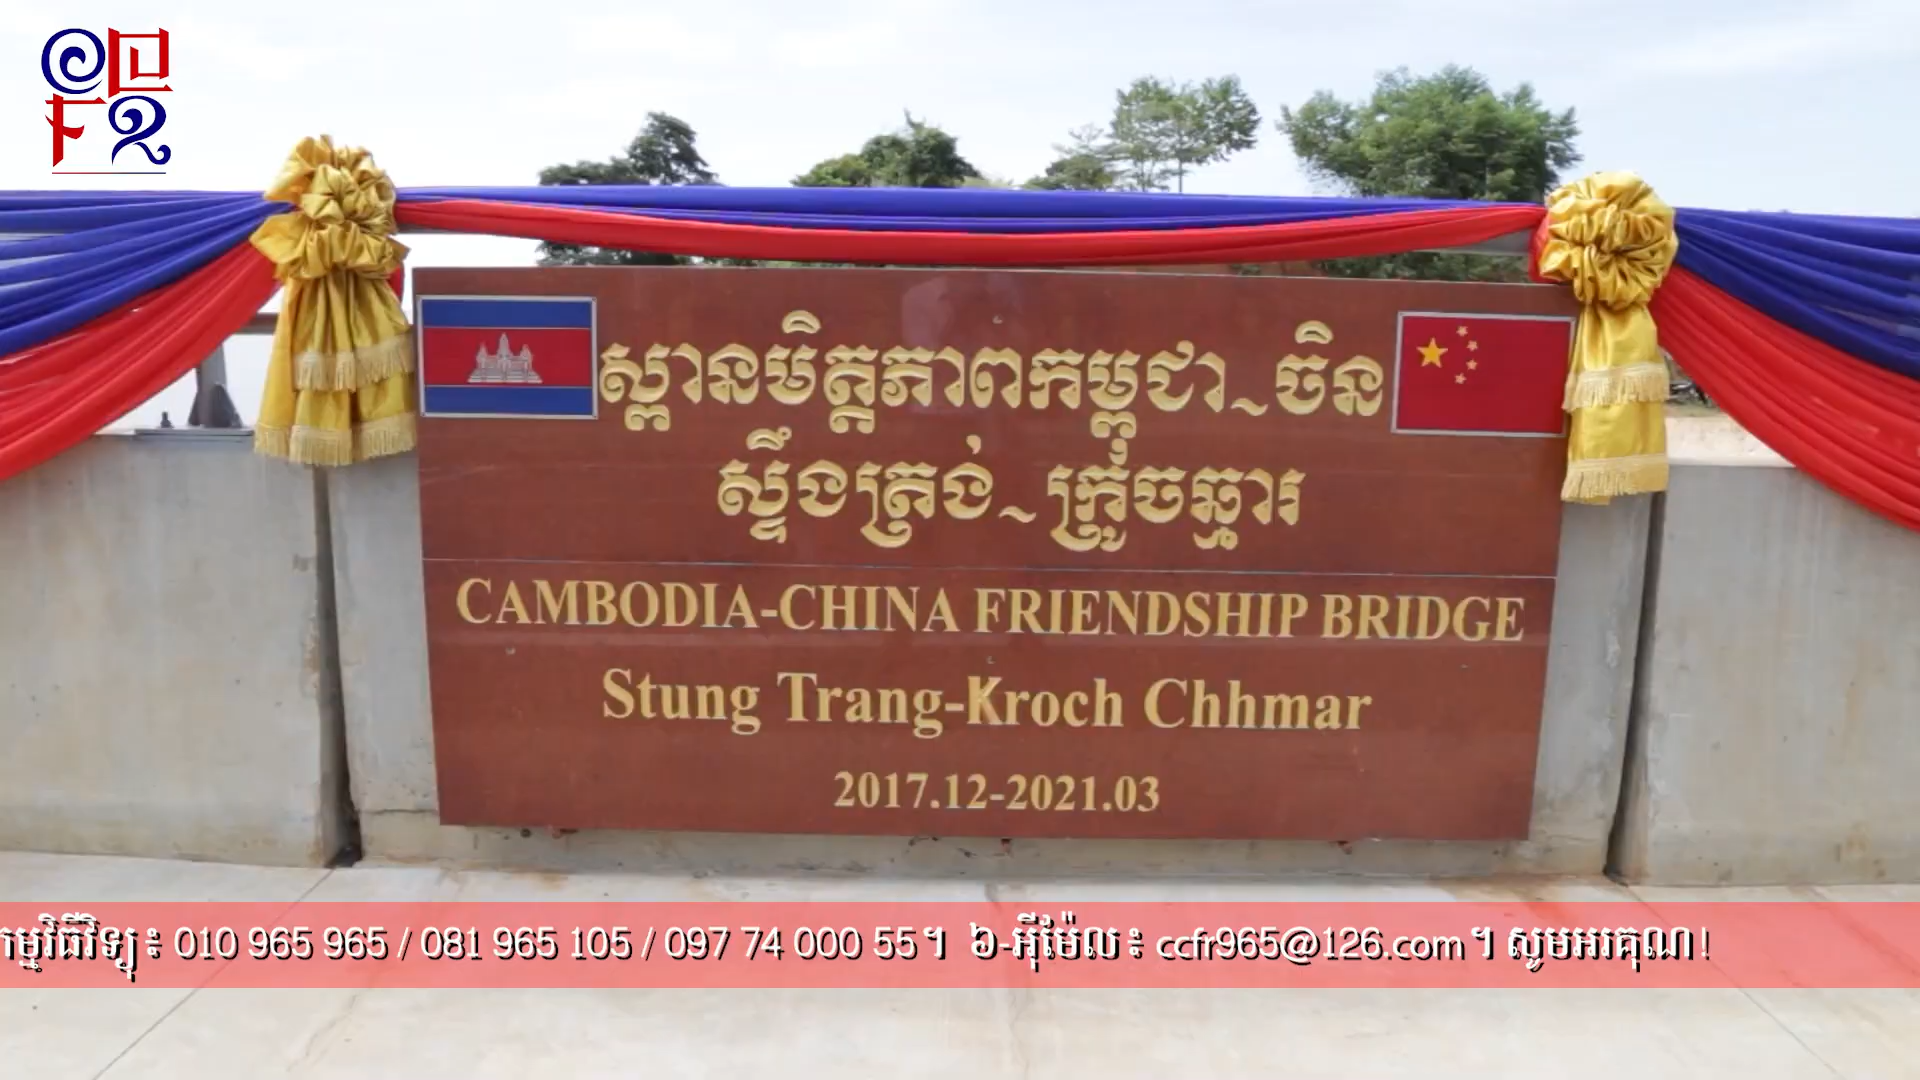 ស្ពានមិត្តភាពកម្ពុជា~ចិន
ស្ទឹងត្រង់~ក្រូចឆ្មារ
CAMBODIA-CHINA FRIENDSHIP BRIDGE
Stung Trang-Kroch Chhmar
2017.12-2021.03
កម្មវិធីវិទ្យុ៖ 010 965 965 / 081 965 105 / 097 74 000 55។ ៦-អ៊ីម៉ែល៖ ccfr965@126.com។ សូមអរគុណ!